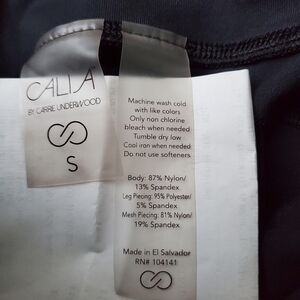 CALIA
BY CARRIE UNDERWOOD
S
Machine wash cold
with like colors
Only non chlorine
bleach when needed
Tumble dry low
Cool iron when needed
Do not use softeners
Body: 87% Nylon/
13% Spandex
Leg Piecing: 95% Polyester/
5% Spandex
Mesh Piecing: 81% Nylon/
19% Spandex
Made in El Salvador
RN# 104141